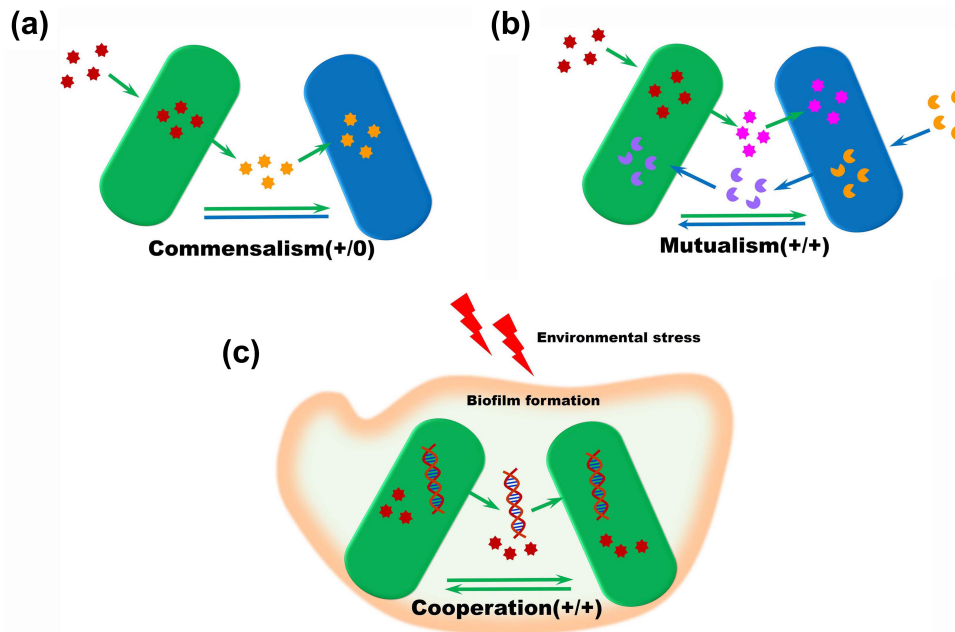 (a)
Commensalism(+/0)
(b)
Mutualism(+/+)
(c)
Environmental stress
Biofilm formation
Cooperation(+/+)